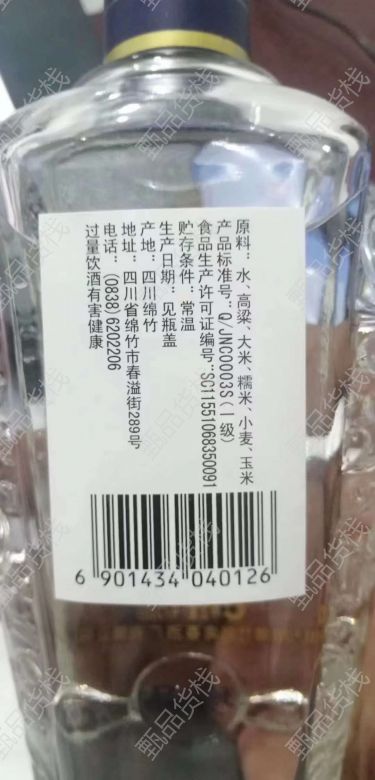 原料：水、高粱、大米、糯米、小麦、玉米
产品标准号：Q/JNC0003S(一级)
食品生产许可证编号：SC11551068350091
贮存条件：常温
生产日期：见瓶盖
产地：四川绵竹
地址：四川省绵竹市春溢街289号
电话：(0838)6202206
过量饮酒有害健康
6 901434 040126
甄品货栈